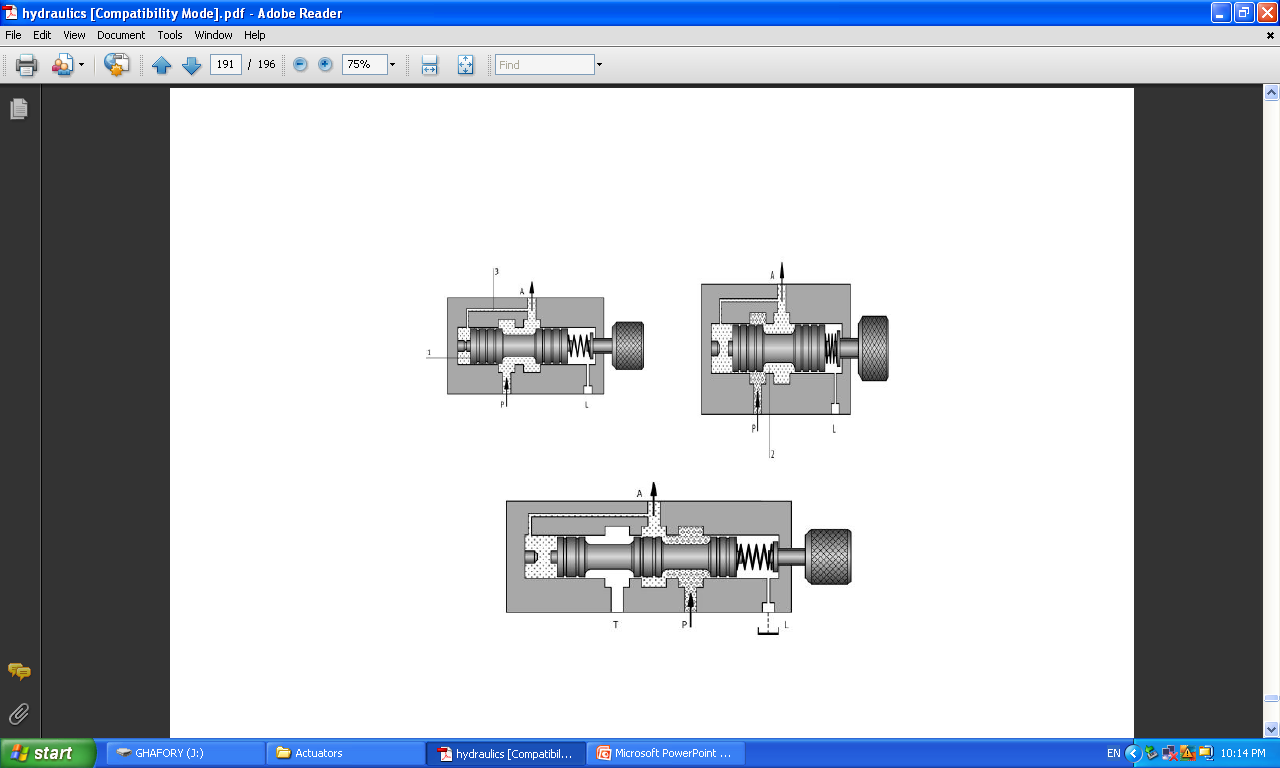 hydraulics [Compatibility Mode].pdf - Adobe Reader
File Edit View Document Tools Window Help
191 / 196 75% Find
3
A
1
P L
A
P L
2
A
T P L
start GHAFORY (J:) Actuators hydraulics [Compatibil... Microsoft PowerPoint ... EN 10:14 PM